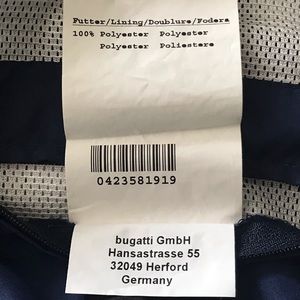 Futter/Lining/Doublure/Fodera
100% Polyester Polyester
Polyester Poliestere
0423581919
bugatti GmbH
Hansastrasse 55
32049 Herford
Germany